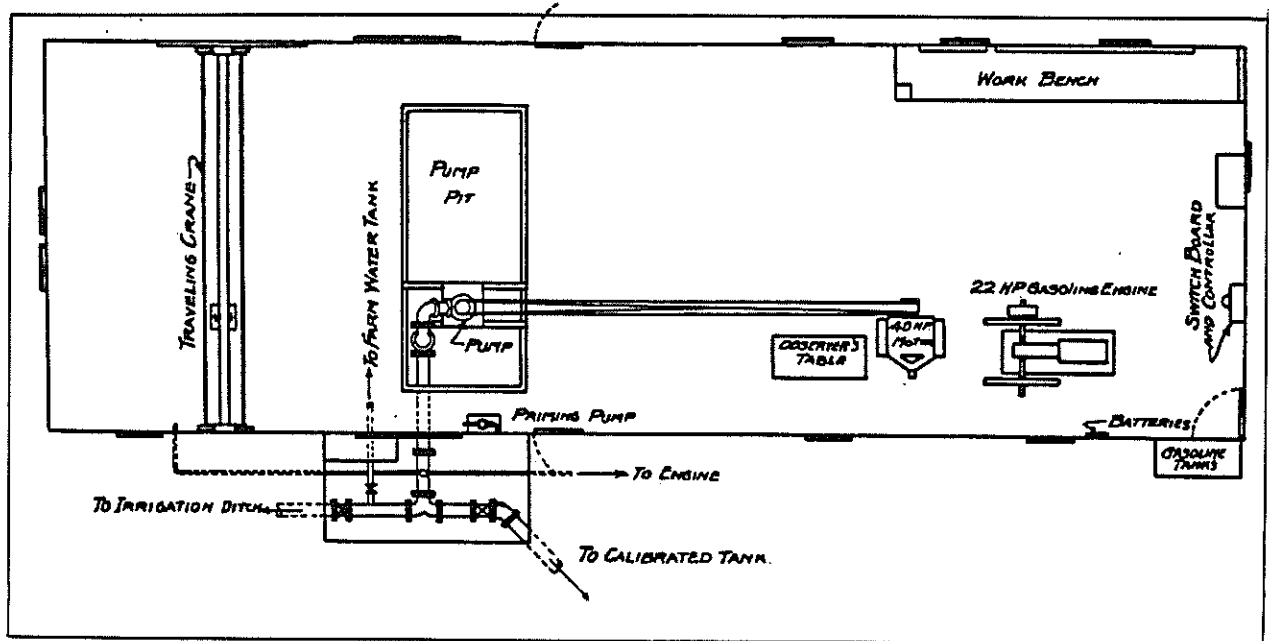 WORK BENCH
PUMP
PIT
TRAVELING CRANE
TO FARM WATER TANK
SWITCH BOARD
AND CONTROLLER
22 HP GASOLINE ENGINE
PUMP
OBSERVER'S
TABLE
40 HP.
MOTOR
PRIMING PUMP
BATTERIES
GASOLINE
TANKS
TO ENGINE
TO IRRIGATION DITCH
TO CALIBRATED TANK.